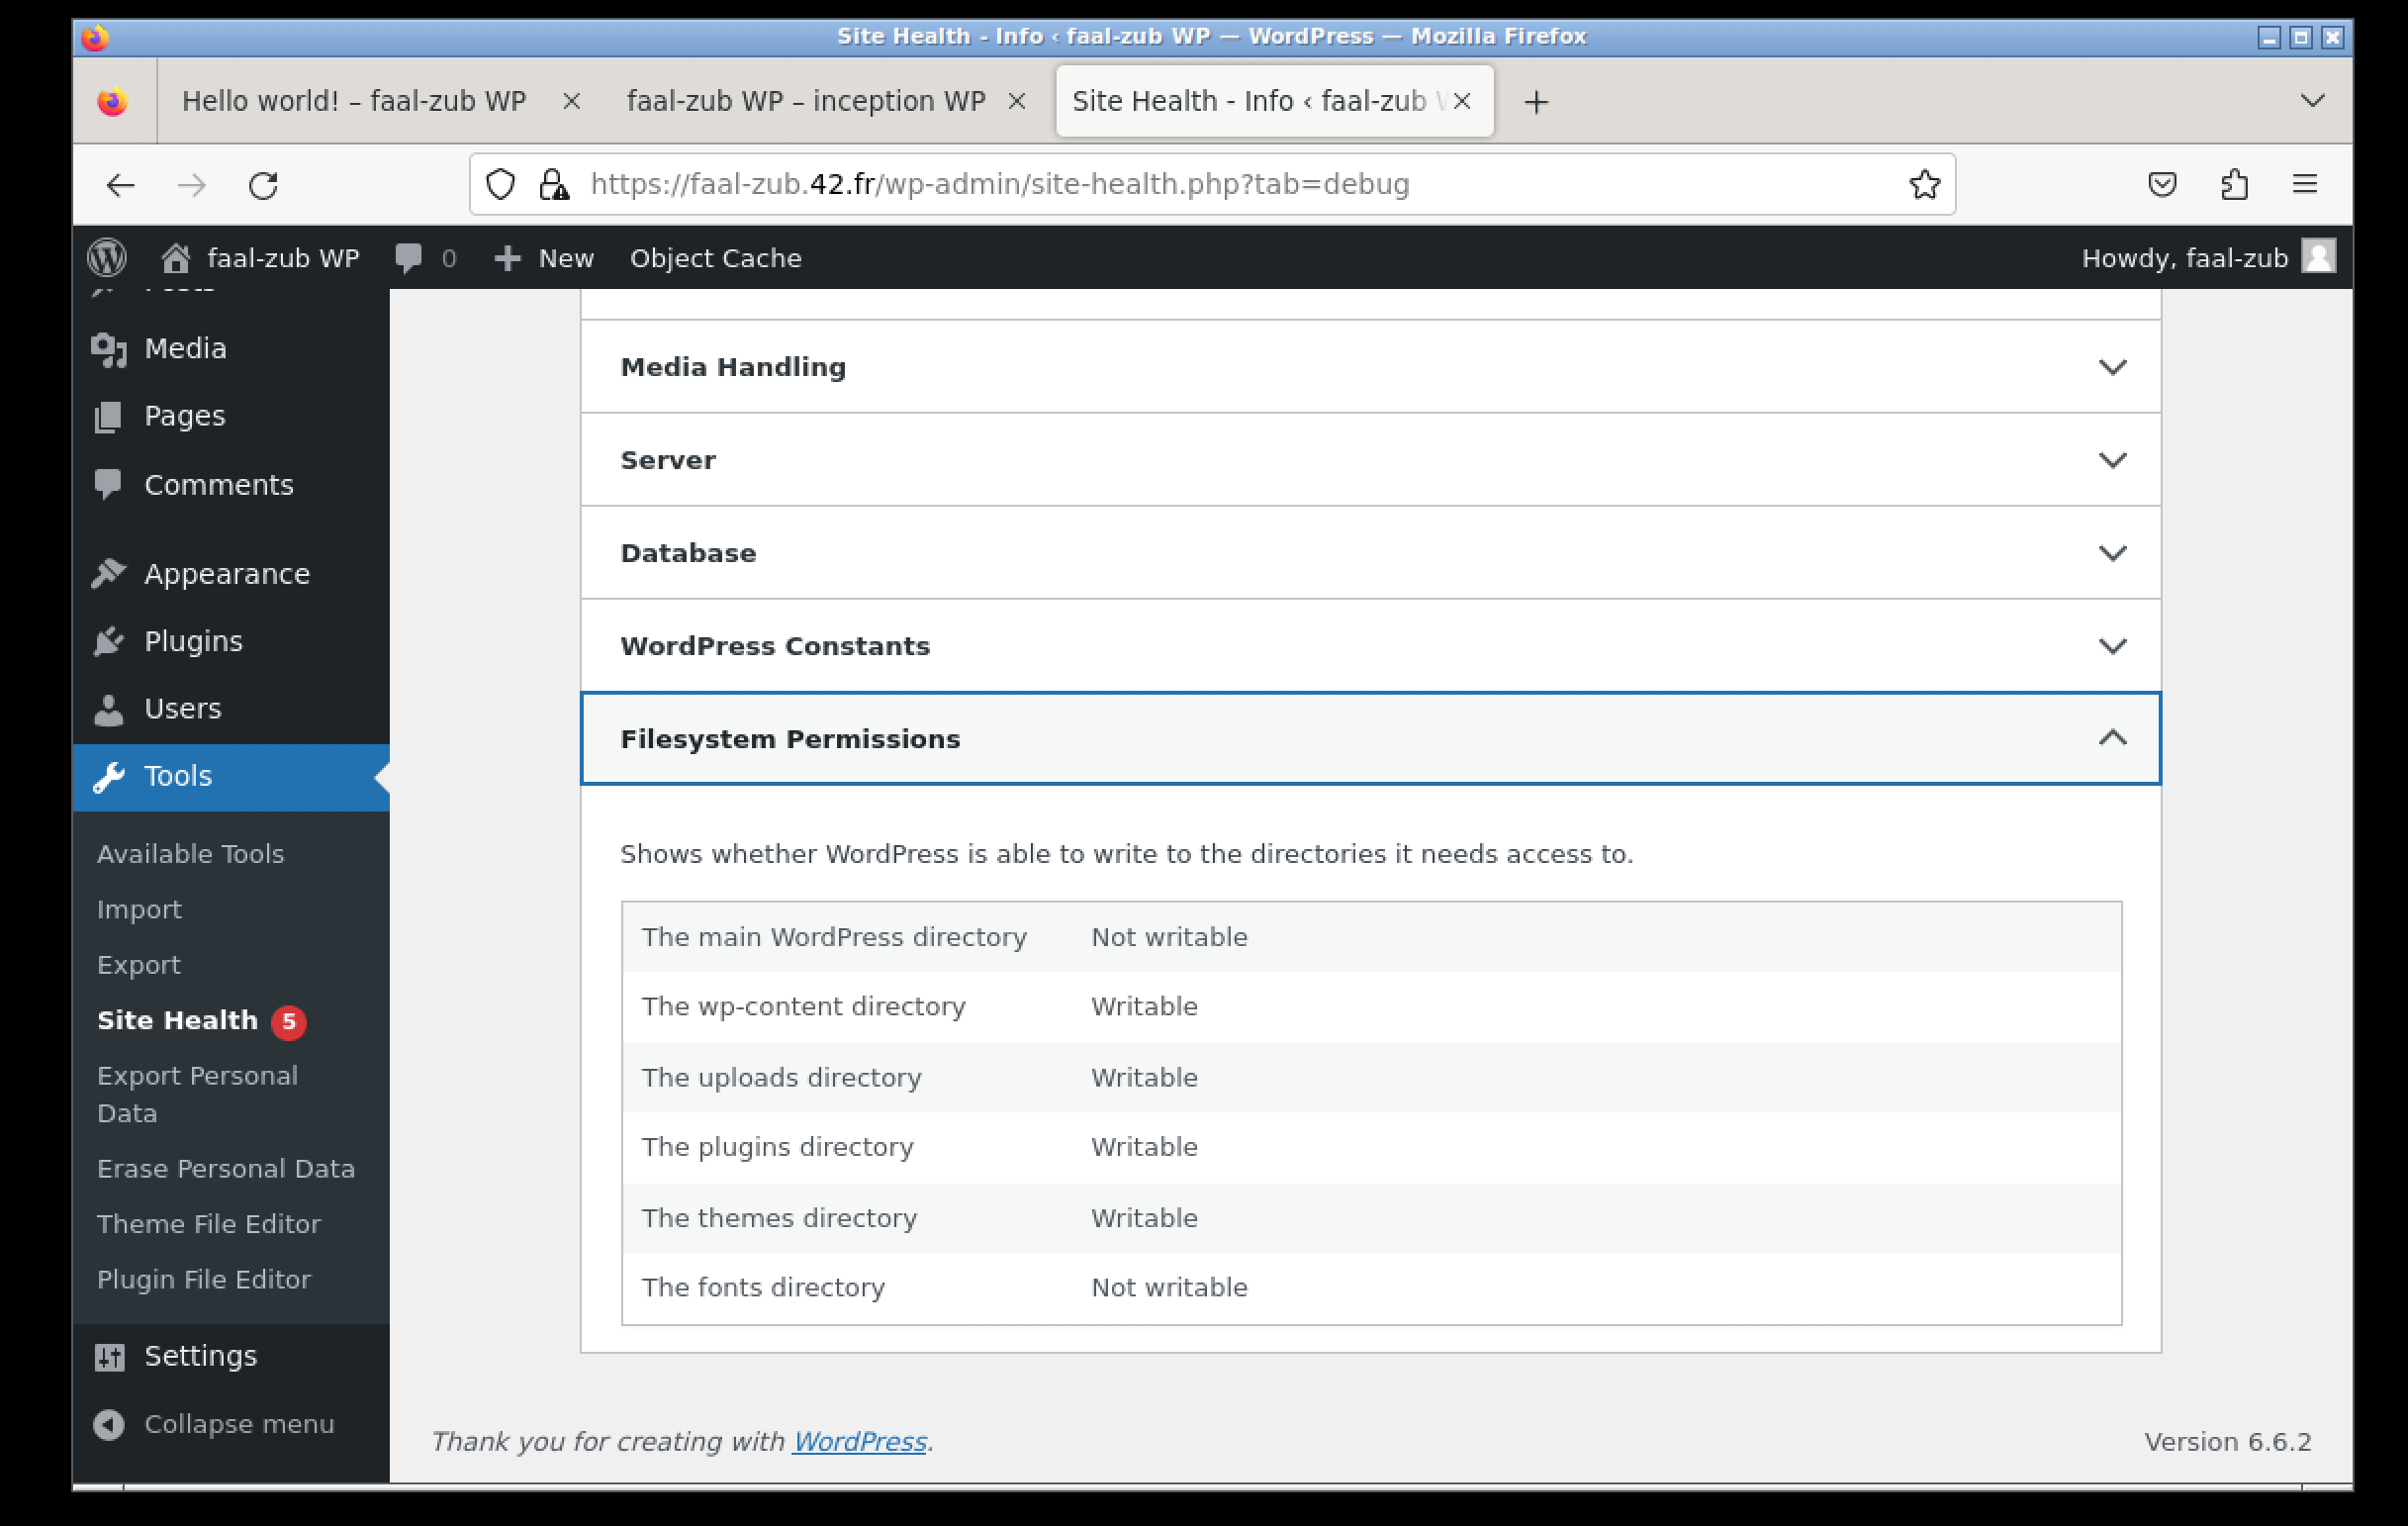 Site Health - Info ‹ faal-zub WP — WordPress — Mozilla Firefox
Hello world! – faal-zub WP
faal-zub WP – inception WP
Site Health - Info ‹ faal-zub
https://faal-zub.42.fr/wp-admin/site-health.php?tab=debug
faal-zub WP
0
New
Object Cache
Howdy, faal-zub
Media
Pages
Comments
Appearance
Plugins
Users
Tools
Available Tools
Import
Export
Site Health 5
Export Personal
Data
Erase Personal Data
Theme File Editor
Plugin File Editor
Settings
Collapse menu
Media Handling
Server
Database
WordPress Constants
Filesystem Permissions
Shows whether WordPress is able to write to the directories it needs access to.
The main WordPress directory Not writable
The wp-content directory Writable
The uploads directory Writable
The plugins directory Writable
The themes directory Writable
The fonts directory Not writable
Thank you for creating with WordPress.
Version 6.6.2